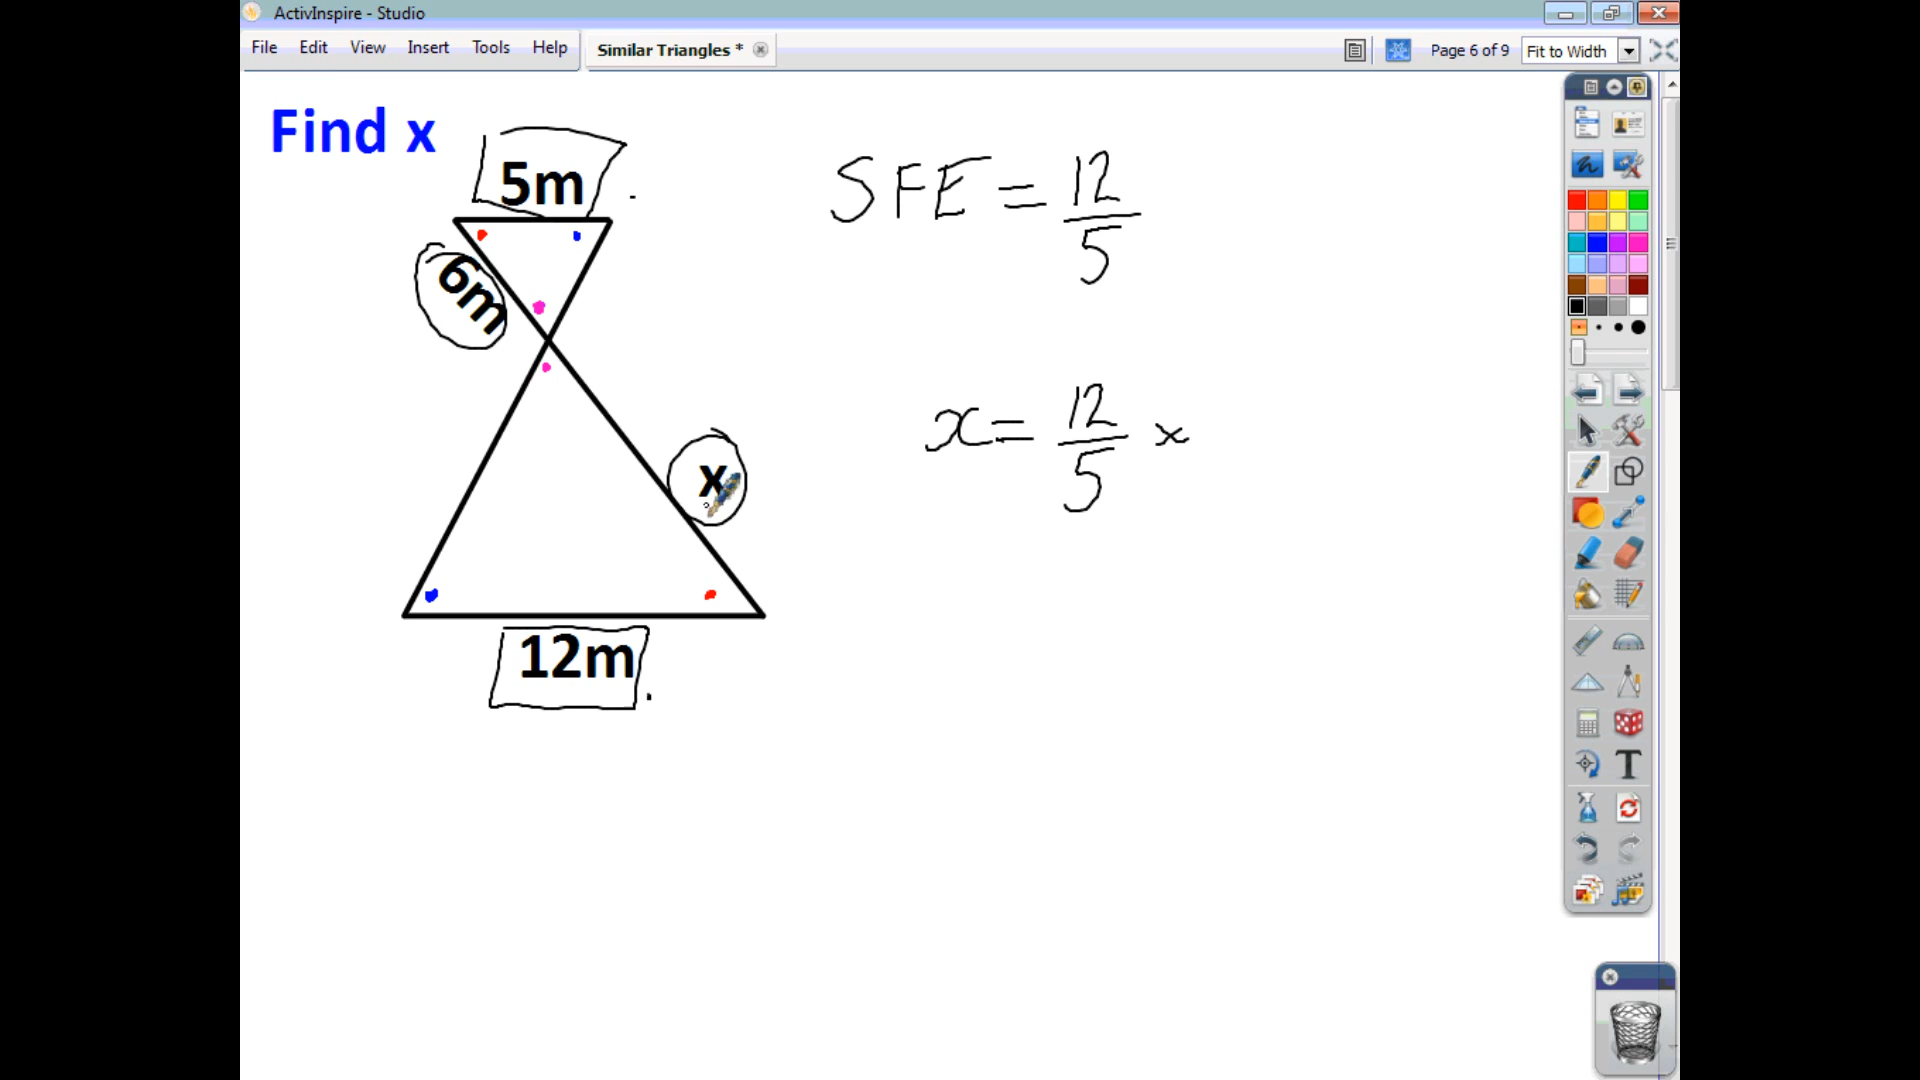 ActivInspire - Studio
File Edit View Insert Tools Help
Similar Triangles *
Page 6 of 9
Fit to Width
Find x
5m
6m
x
12m
SFE = 12/5
x = 12/5 ×